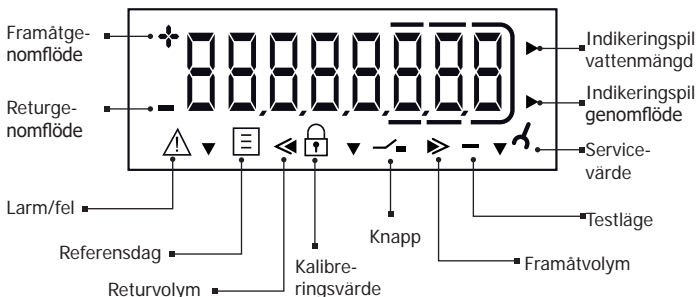 Framåtge-
nomflöde
Returge-
nomflöde
88888888
Indikeringspil
vattenmängd
Indikeringspil
genomflöde
Service-
värde
Testläge
Framåtvolym
Knapp
Kalibre-
ringsvärde
Returvolym
Referensdag
Larm/fel